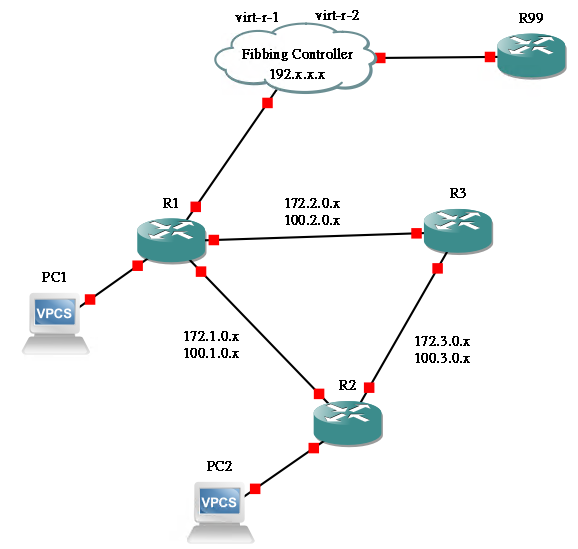 virt-r-1 virt-r-2
R99
Fibbing Controller
192.x.x.x
R1
172.2.0.x
100.2.0.x
R3
PC1
VPCS
172.1.0.x
100.1.0.x
172.3.0.x
100.3.0.x
R2
PC2
VPCS